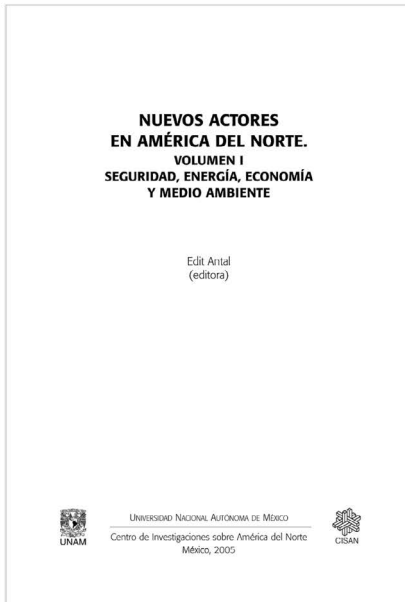 NUEVOS ACTORES
EN AMÉRICA DEL NORTE.
VOLUMEN I
SEGURIDAD, ENERGÍA, ECONOMÍA
Y MEDIO AMBIENTE
Edit Antal
(editora)
UNIVERSIDAD NACIONAL AUTÓNOMA DE MÉXICO
Centro de Investigaciones sobre América del Norte
México, 2005
UNAM
CISAN